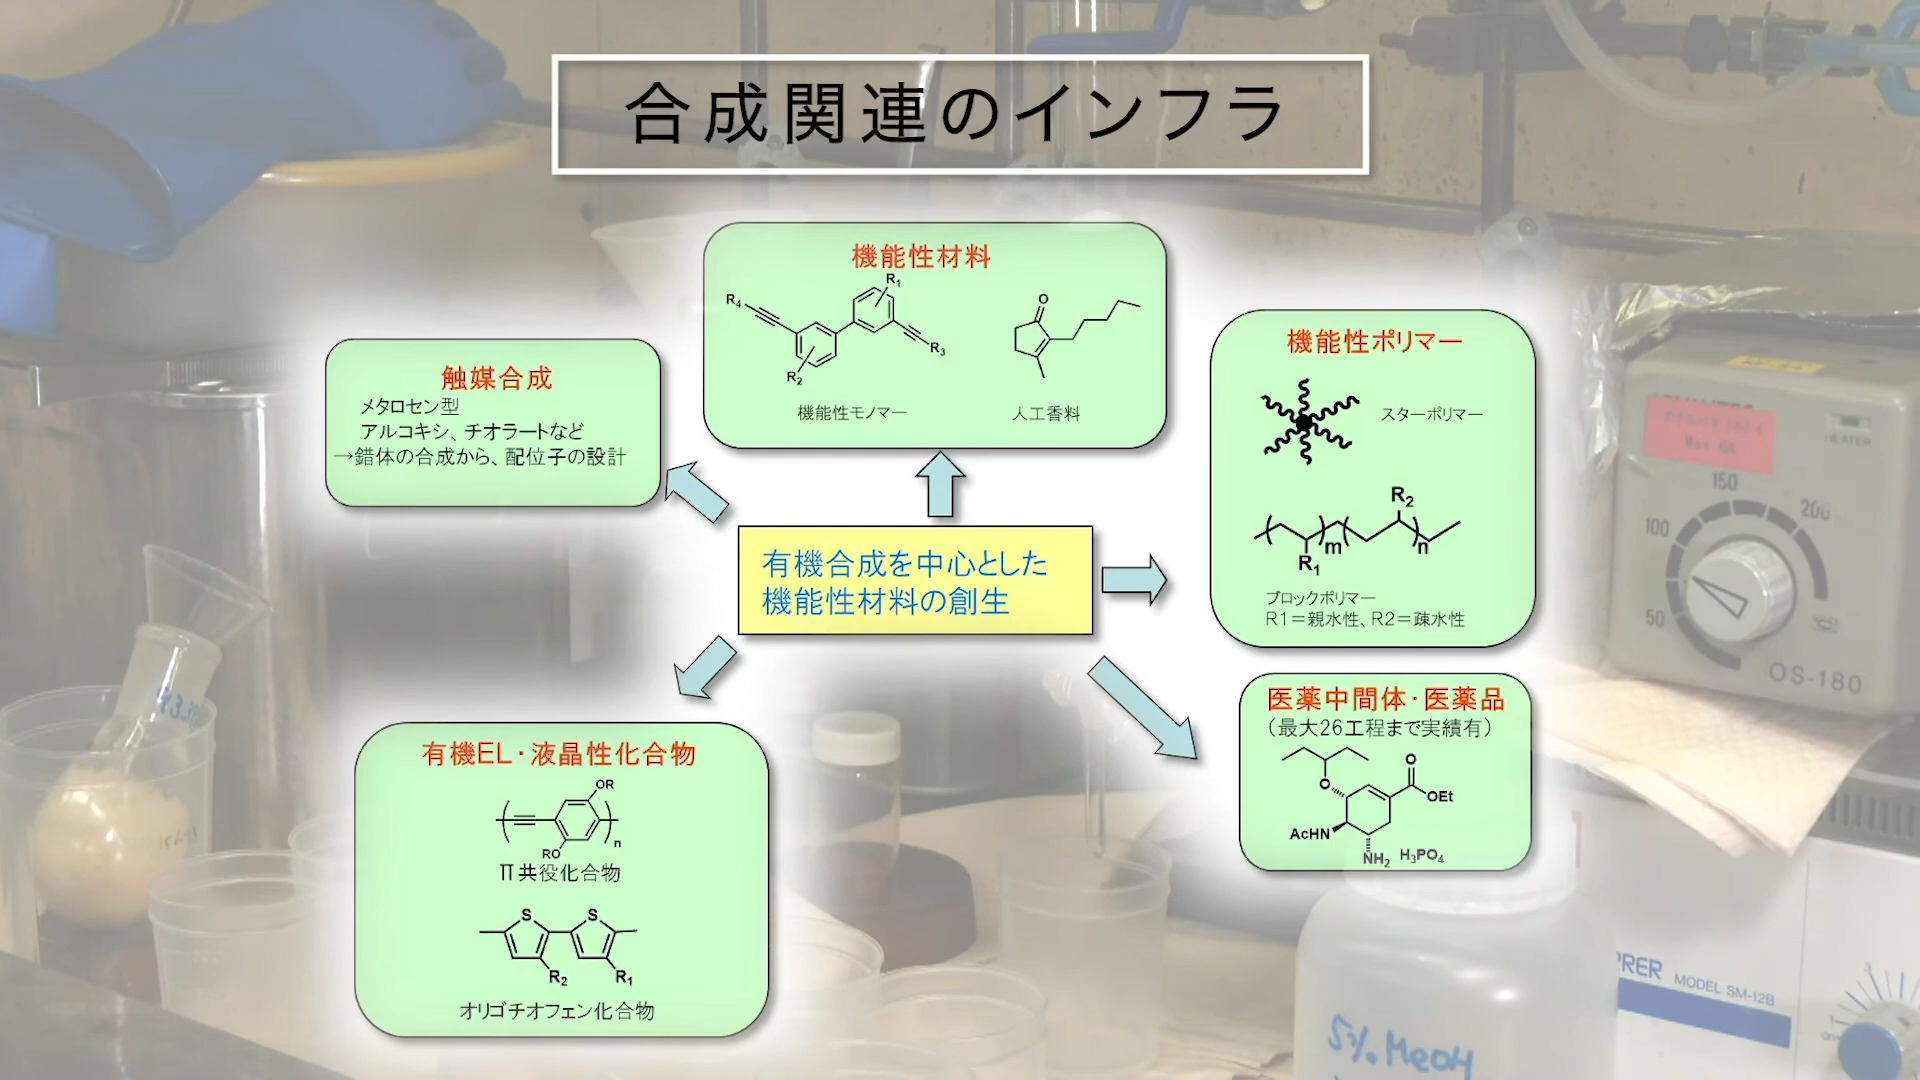 合成関連のインフラ
機能性材料
R1
R4
R3
R2
O
機能性モノマー
人工香料
触媒合成
メタロセン型
アルコキシ、チオラートなど
→錯体の合成から、配位子の設計
機能性ポリマー
スターポリマー
R2
m
n
R1
ブロックポリマー
R1＝親水性、R2＝疎水性
有機合成を中心とした
機能性材料の創生
医薬中間体・医薬品
（最大26工程まで実績有）
O
O
OEt
AcHN
NH2 H3PO4
有機EL・液晶性化合物
OR
n
RO
π共役化合物
S S
R2 R1
オリゴチオフェン化合物
HEATER
150
200
100
50
OS-180
MODEL SM-12B
5% MeOH